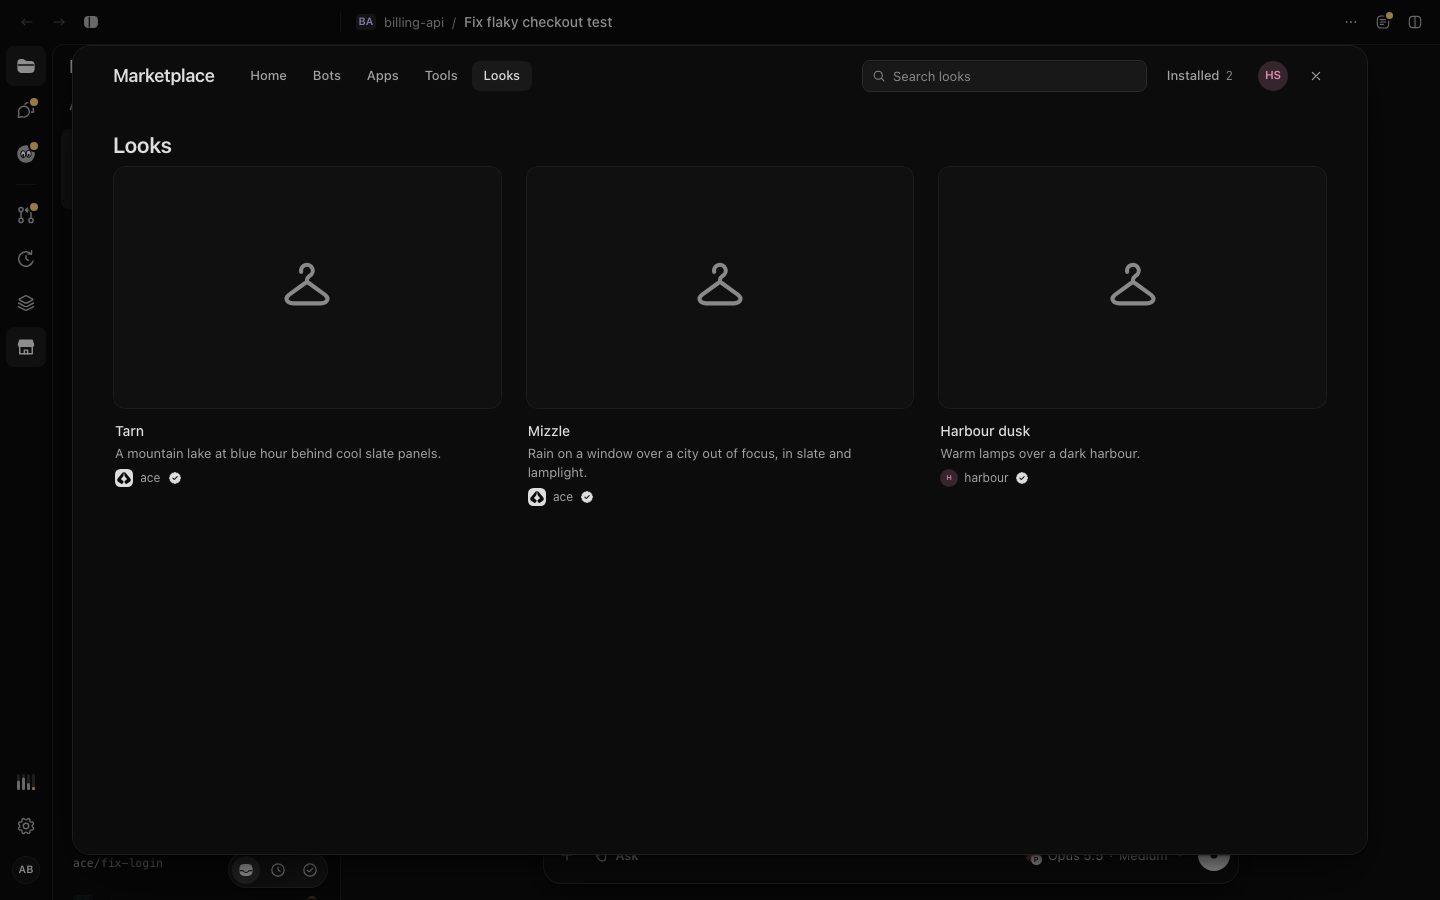 BA billing-api / Fix flaky checkout test
Marketplace Home Bots Apps Tools Looks Search looks Installed 2 HS
Looks
Tarn
A mountain lake at blue hour behind cool slate panels.
ace
Mizzle
Rain on a window over a city out of focus, in slate and
lamplight.
ace
Harbour dusk
Warm lamps over a dark harbour.
H harbour
ace/fix-login
Ask Opus 5.5 · Medium
AB